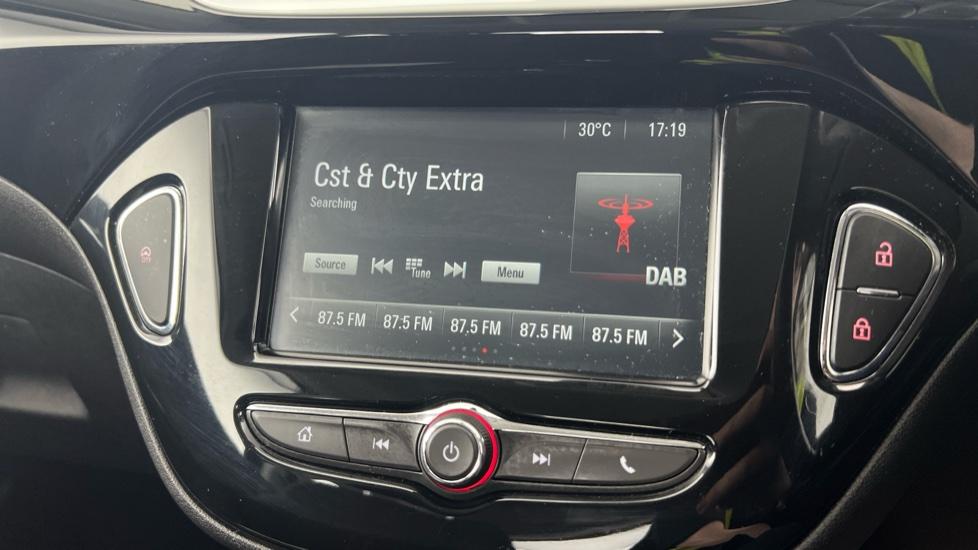 30°C 17:19
Cst & Cty Extra
Searching
Source Tune Menu
DAB
87.5 FM 87.5 FM 87.5 FM 87.5 FM 87.5 FM